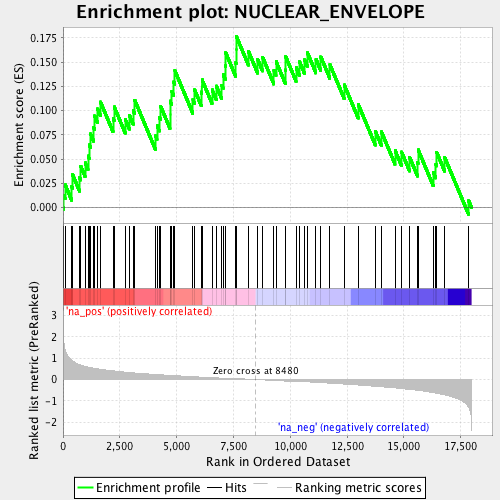 Enrichment plot: NUCLEAR_ENVELOPE
Enrichment score (ES)
0.175
0.150
0.125
0.100
0.075
0.050
0.025
0.000
Ranked list metric (PreRanked)
'na_pos' (positively correlated)
3
2
1
0
-1
-2
Zero cross at 8480
'na_neg' (negatively correlated)
0 2,500 5,000 7,500 10,000 12,500 15,000 17,500
Rank in Ordered Dataset
Enrichment profile Hits Ranking metric scores